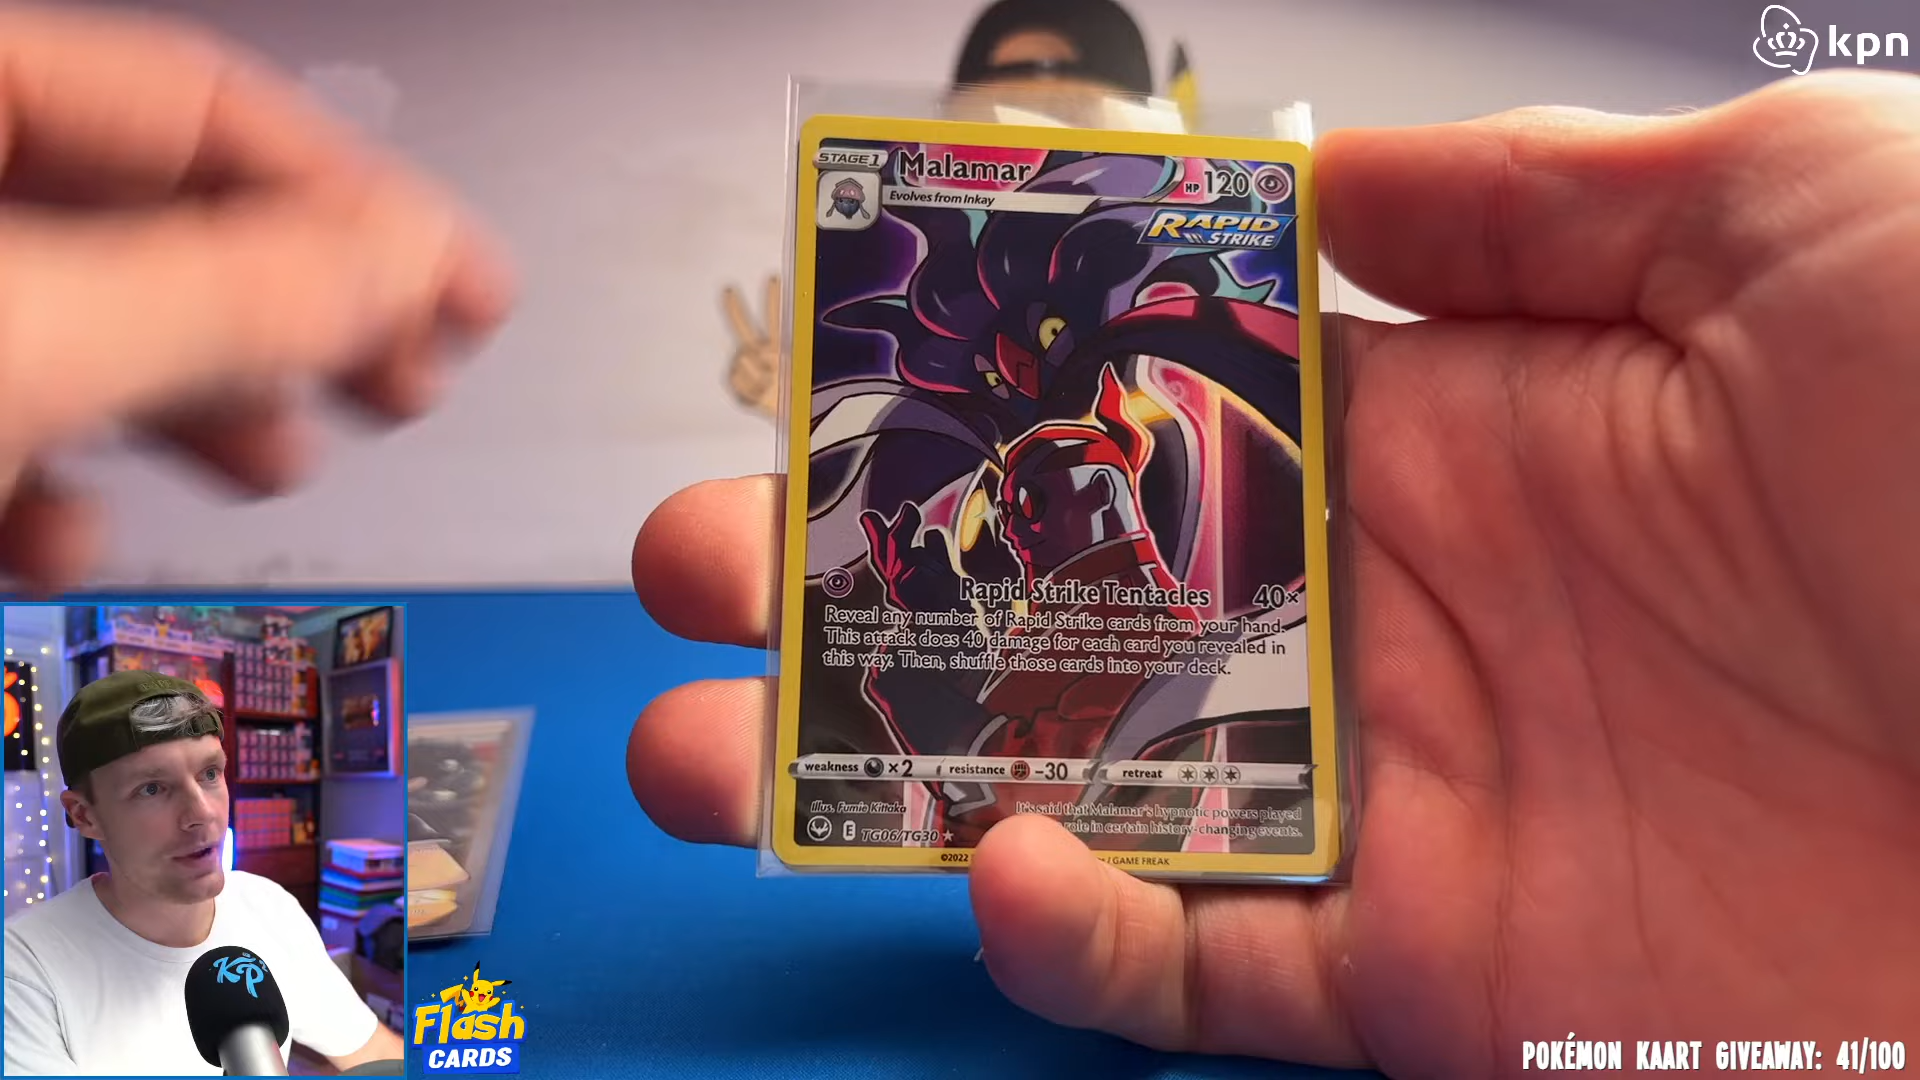 kpn
STAGE 1
Malamar
HP 120
Evolves from Inkay
RAPID
STRIKE
Rapid Strike Tentacles 40×
Reveal any number of Rapid Strike cards from your hand.
This attack does 40 damage for each card you revealed in
this way. Then, shuffle those cards into your deck.
weakness ×2 resistance -30 retreat
Illus. Fumie Kittaka
It's said that Malamar's hypnotic powers played
role in certain history-changing events.
E TG06/TG30
©2022 / GAME FREAK
KP
Flash
CARDS
POKÉMON KAART GIVEAWAY: 41/100